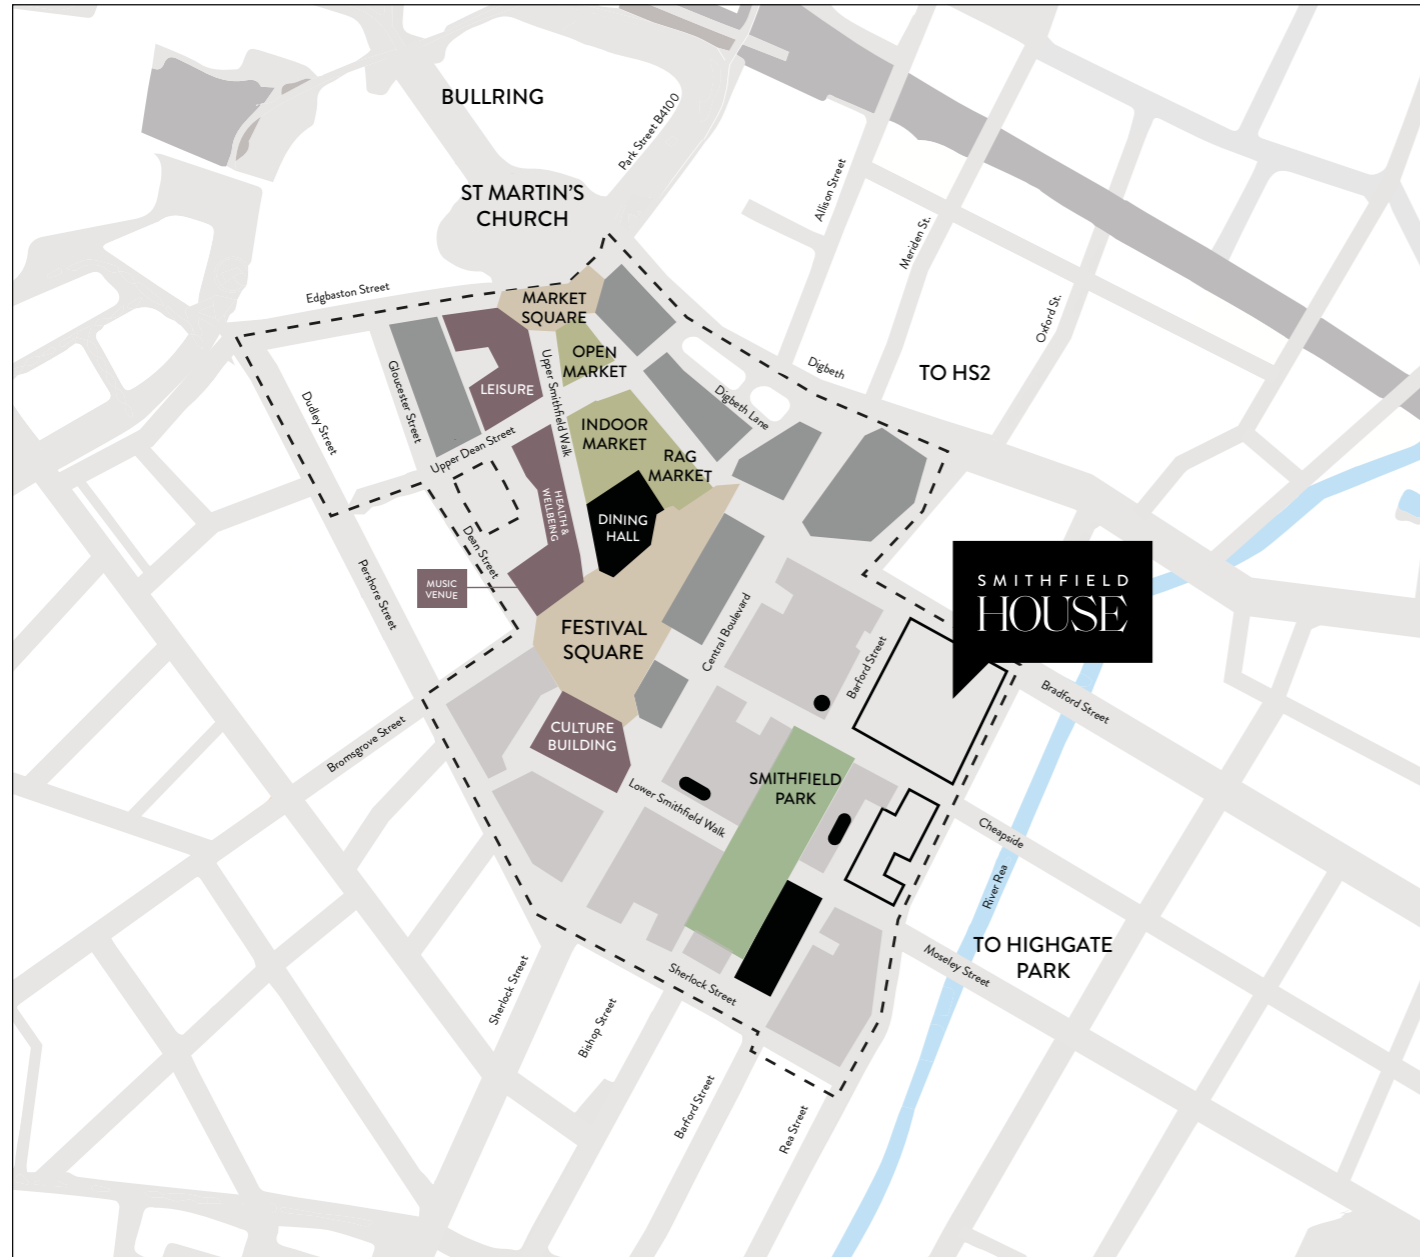 BULLRING
Park Street B4100
ST MARTIN'S
CHURCH
Allison Street
Meriden St.
Oxford St.
Edgbaston Street
MARKET
SQUARE
OPEN
MARKET
Upper Smithfield Walk
LEISURE
Gloucester Street
Dudley Street
Digbeth
TO HS2
Digbeth Lane
INDOOR
MARKET
RAG
MARKET
Upper Dean Street
HEALTH &
WELLBEING
DINING
HALL
Dean Street
MUSIC
VENUE
Pershore Street
SMITHFIELD
HOUSE
FESTIVAL
SQUARE
Central Boulevard
Barford Street
Bradford Street
Bromsgrove Street
CULTURE
BUILDING
SMITHFIELD
PARK
Lower Smithfield Walk
Cheapside
River Rea
TO HIGHGATE
PARK
Moseley Street
Sherlock Street
Sherlock Street
Bishop Street
Barford Street
Rea Street